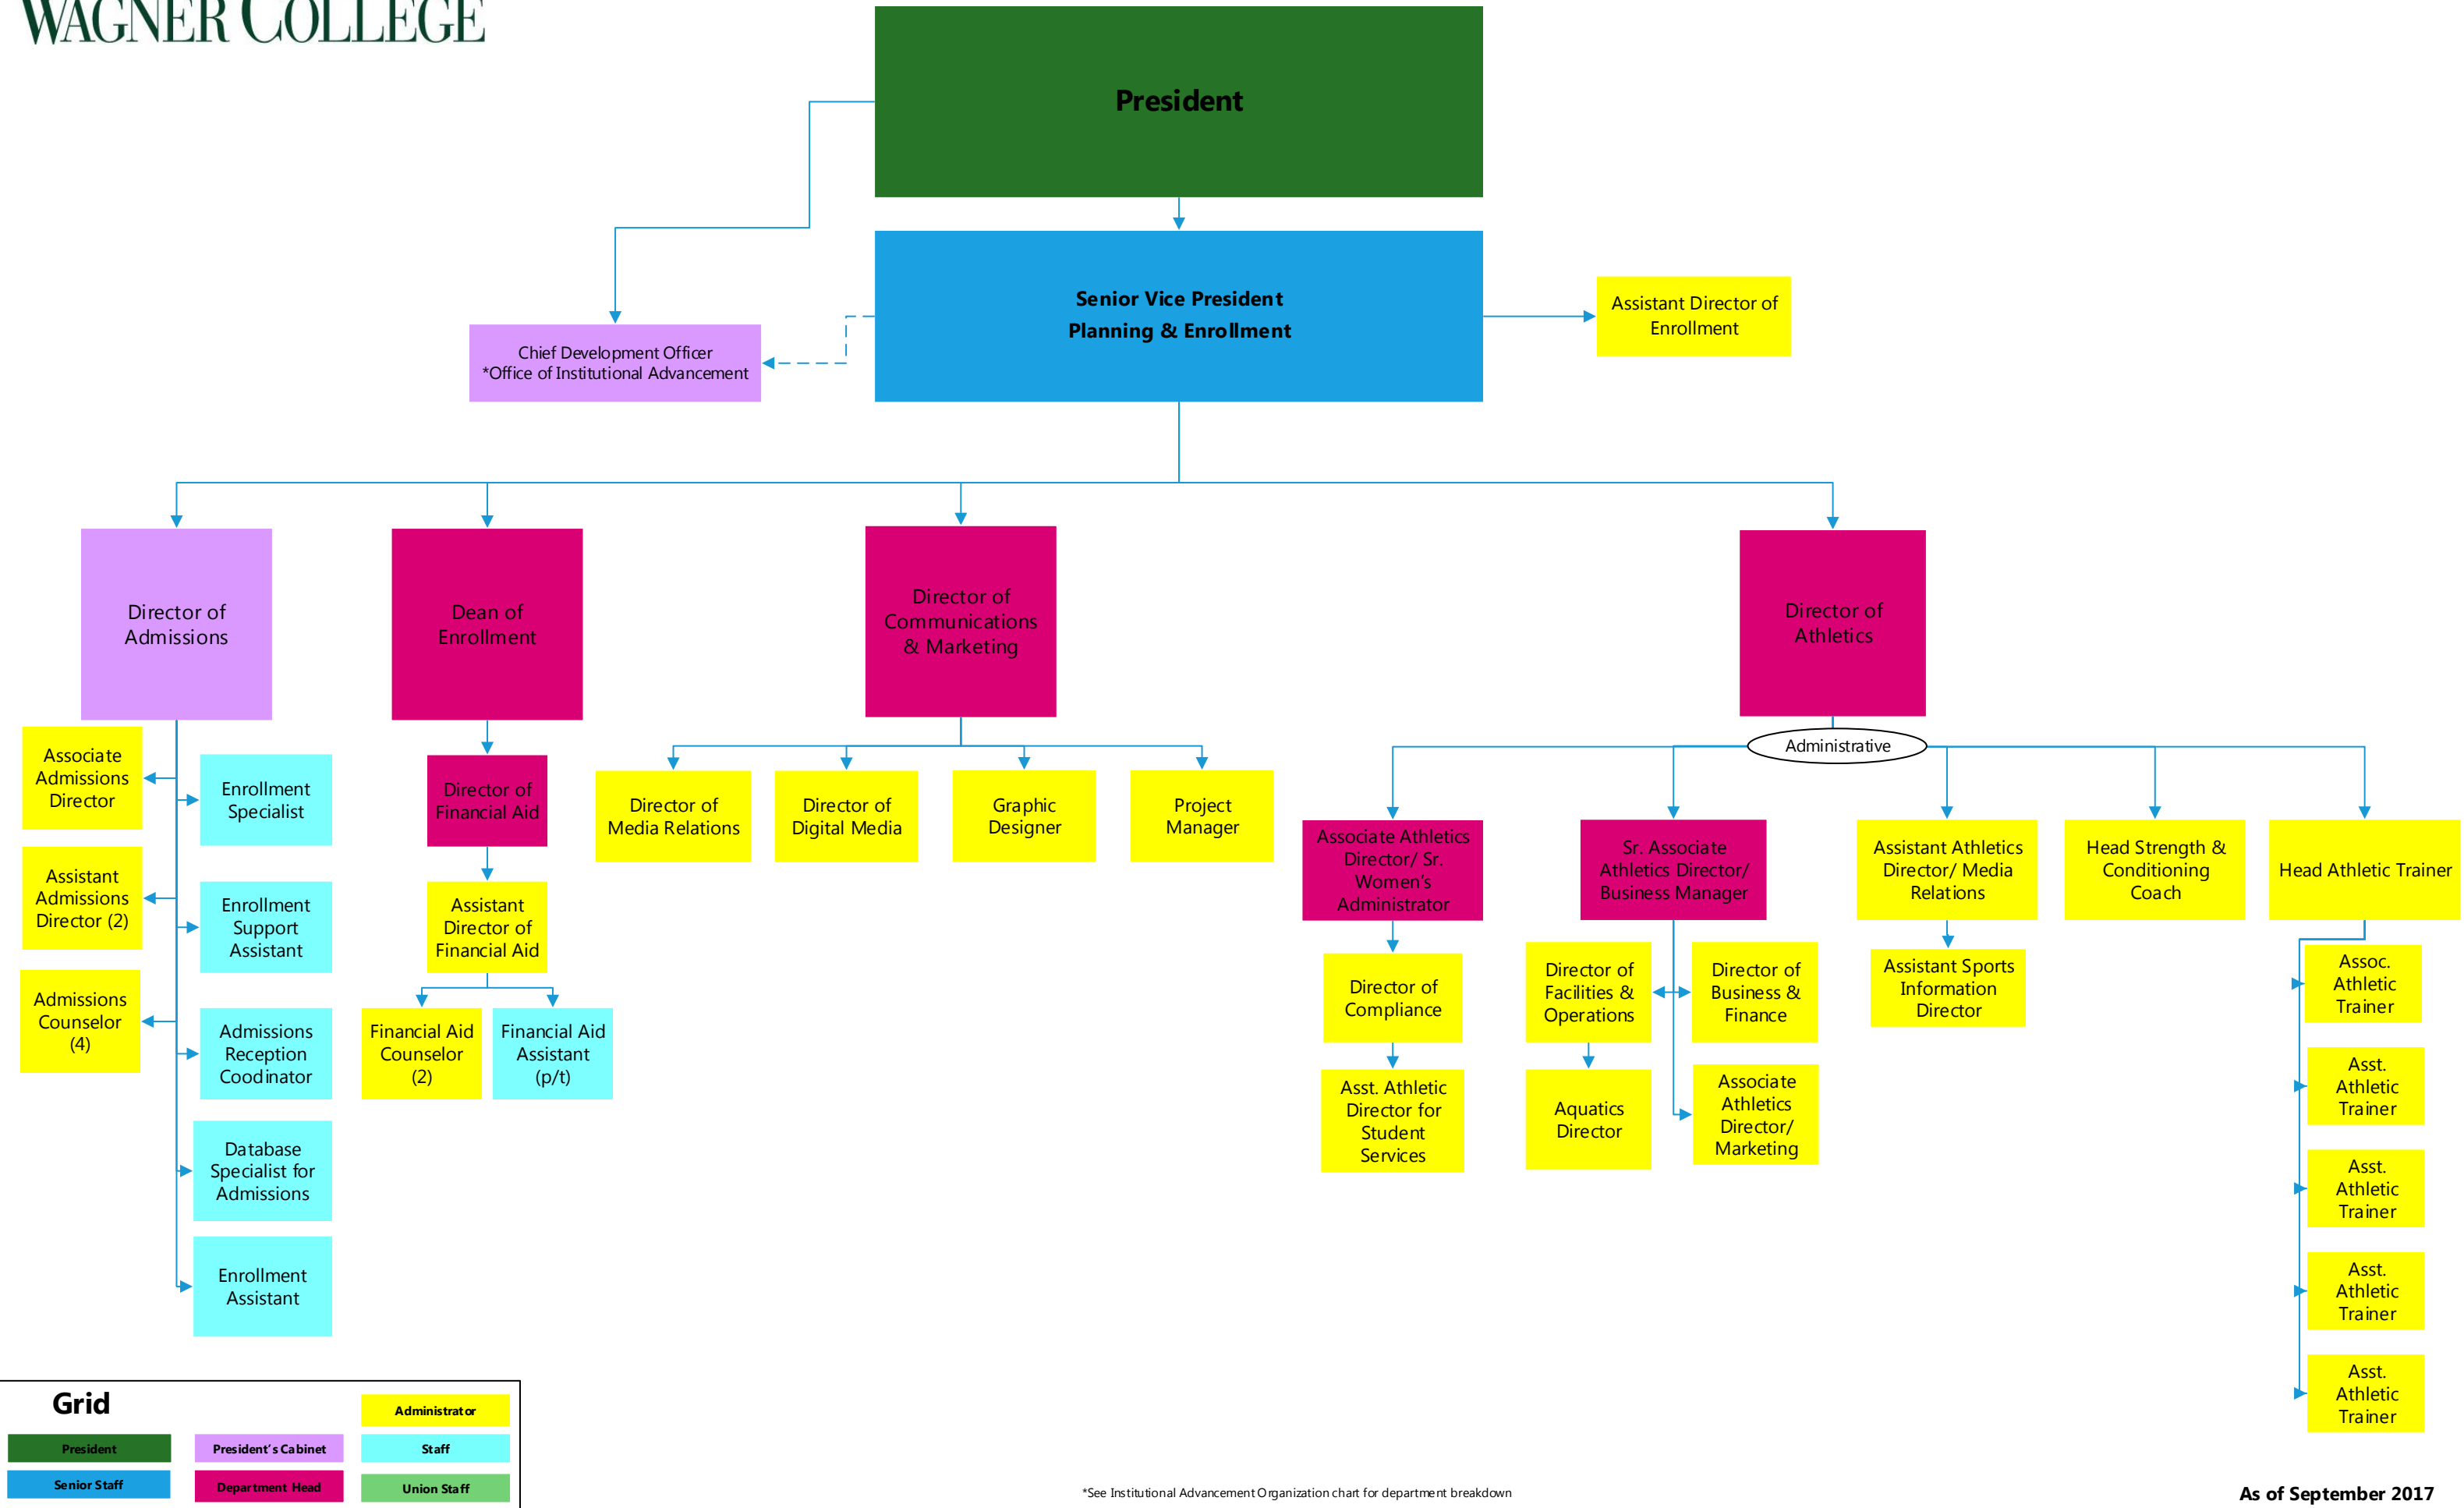 WAGNER COLLEGE
President
Senior Vice President
Planning & Enrollment
Assistant Director of
Enrollment
Chief Development Officer
*Office of Institutional Advancement
Director of
Admissions
Dean of
Enrollment
Director of
Communications
& Marketing
Director of
Athletics
Administrative
Associate
Admissions
Director
Enrollment
Specialist
Assistant
Admissions
Director (2)
Enrollment
Support
Assistant
Admissions
Counselor
(4)
Admissions
Reception
Coodinator
Database
Specialist for
Admissions
Enrollment
Assistant
Director of
Financial Aid
Assistant
Director of
Financial Aid
Financial Aid
Counselor
(2)
Financial Aid
Assistant
(p/t)
Director of
Media Relations
Director of
Digital Media
Graphic
Designer
Project
Manager
Associate Athletics
Director/ Sr.
Women's
Administrator
Director of
Compliance
Asst. Athletic
Director for
Student
Services
Sr. Associate
Athletics Director/
Business Manager
Director of
Facilities &
Operations
Director of
Business &
Finance
Aquatics
Director
Associate
Athletics
Director/
Marketing
Assistant Athletics
Director/ Media
Relations
Assistant Sports
Information
Director
Head Strength &
Conditioning
Coach
Head Athletic Trainer
Assoc.
Athletic
Trainer
Asst.
Athletic
Trainer
Asst.
Athletic
Trainer
Asst.
Athletic
Trainer
Asst.
Athletic
Trainer
Grid
President
Senior Staff
President's Cabinet
Department Head
Administrator
Staff
Union Staff
*See Institutional Advancement Organization chart for department breakdown
As of September 2017